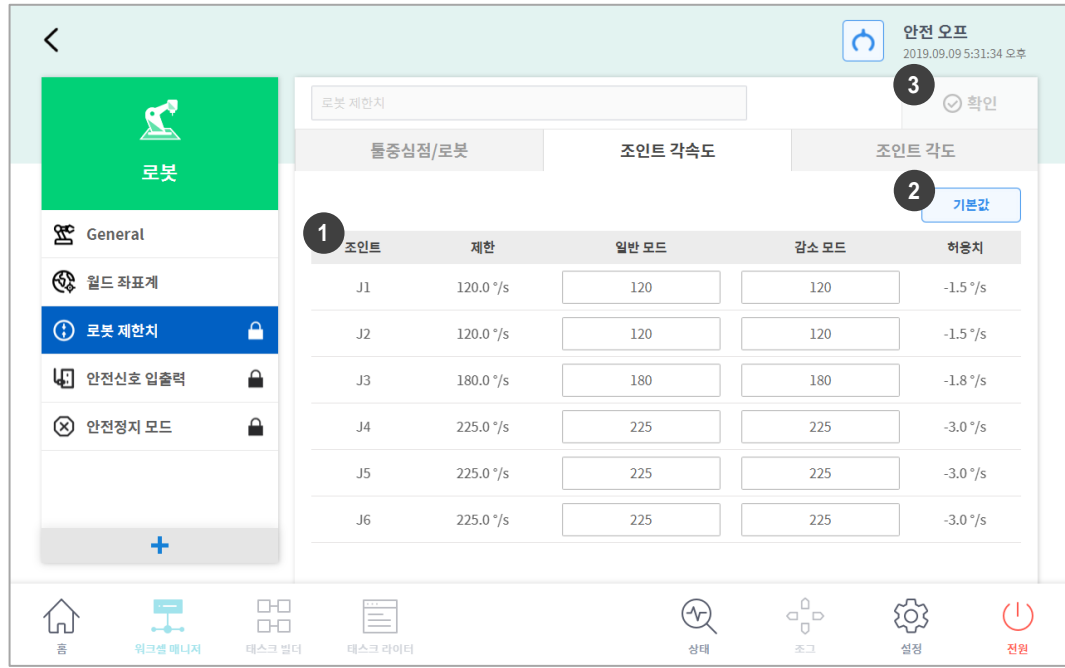 안전 오프
2019.09.09 5:31:34 오후
로봇
General
월드 좌표계
로봇 제한치
안전신호 입출력
안전정지 모드
로봇 제한치
3
확인
툴중심점/로봇 조인트 각속도 조인트 각도
2
기본값
1
조인트 제한 일반 모드 감소 모드 허용치
J1 120.0 °/s 120 120 -1.5 °/s
J2 120.0 °/s 120 120 -1.5 °/s
J3 180.0 °/s 180 180 -1.8 °/s
J4 225.0 °/s 225 225 -3.0 °/s
J5 225.0 °/s 225 225 -3.0 °/s
J6 225.0 °/s 225 225 -3.0 °/s
홈 워크셀 매니저 태스크 빌더 태스크 라이터 상태 조그 설정 전원